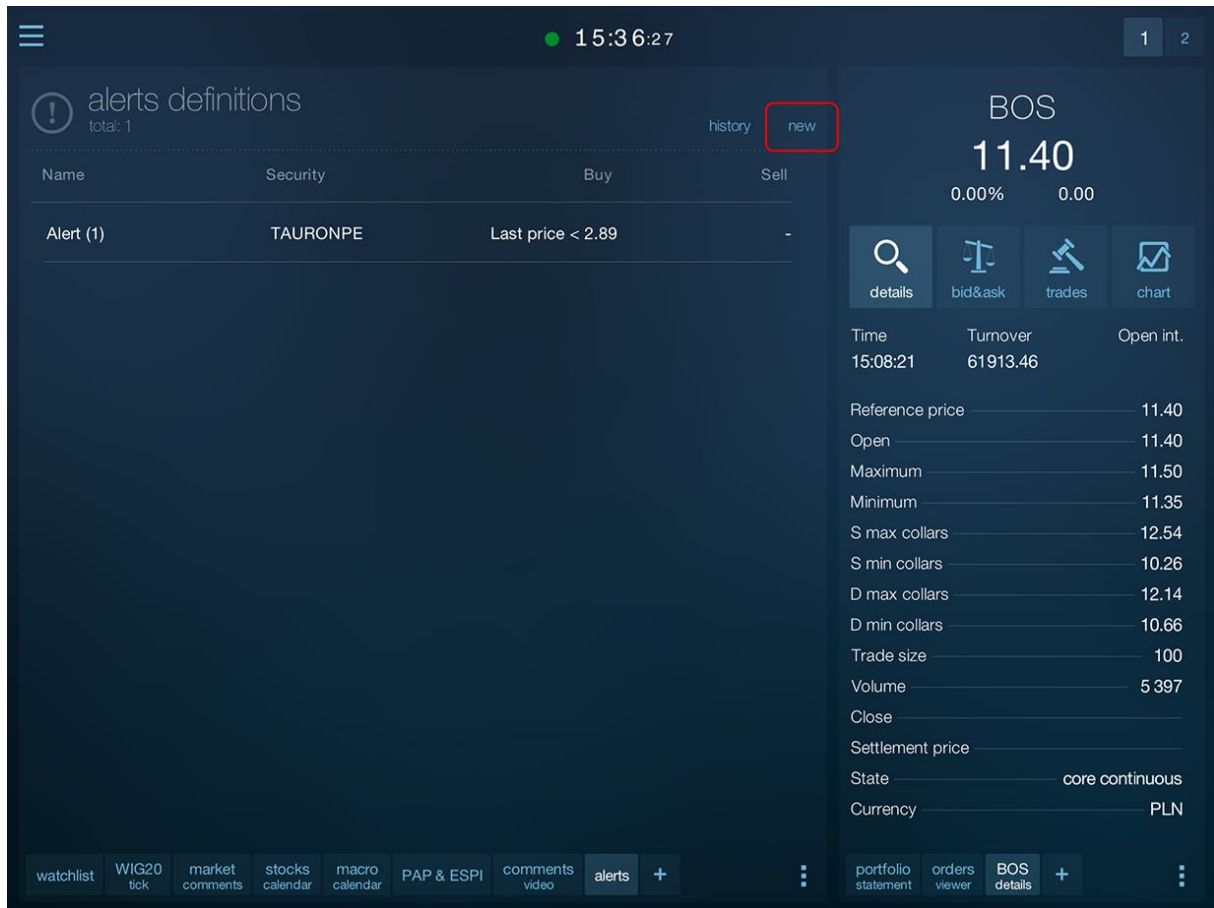 15:36:27
1 2
alerts definitions
total: 1
history new
Name Security Buy Sell
Alert (1) TAURONPE Last price < 2.89 -
BOS
11.40
0.00% 0.00
details bid&ask trades chart
Time Turnover Open int.
15:08:21 61913.46
Reference price 11.40
Open 11.40
Maximum 11.50
Minimum 11.35
S max collars 12.54
S min collars 10.26
D max collars 12.14
D min collars 10.66
Trade size 100
Volume 5 397
Close
Settlement price
State core continuous
Currency PLN
watchlist WIG20 tick market comments stocks calendar macro calendar PAP & ESPI comments video alerts +
portfolio statement orders viewer BOS details +